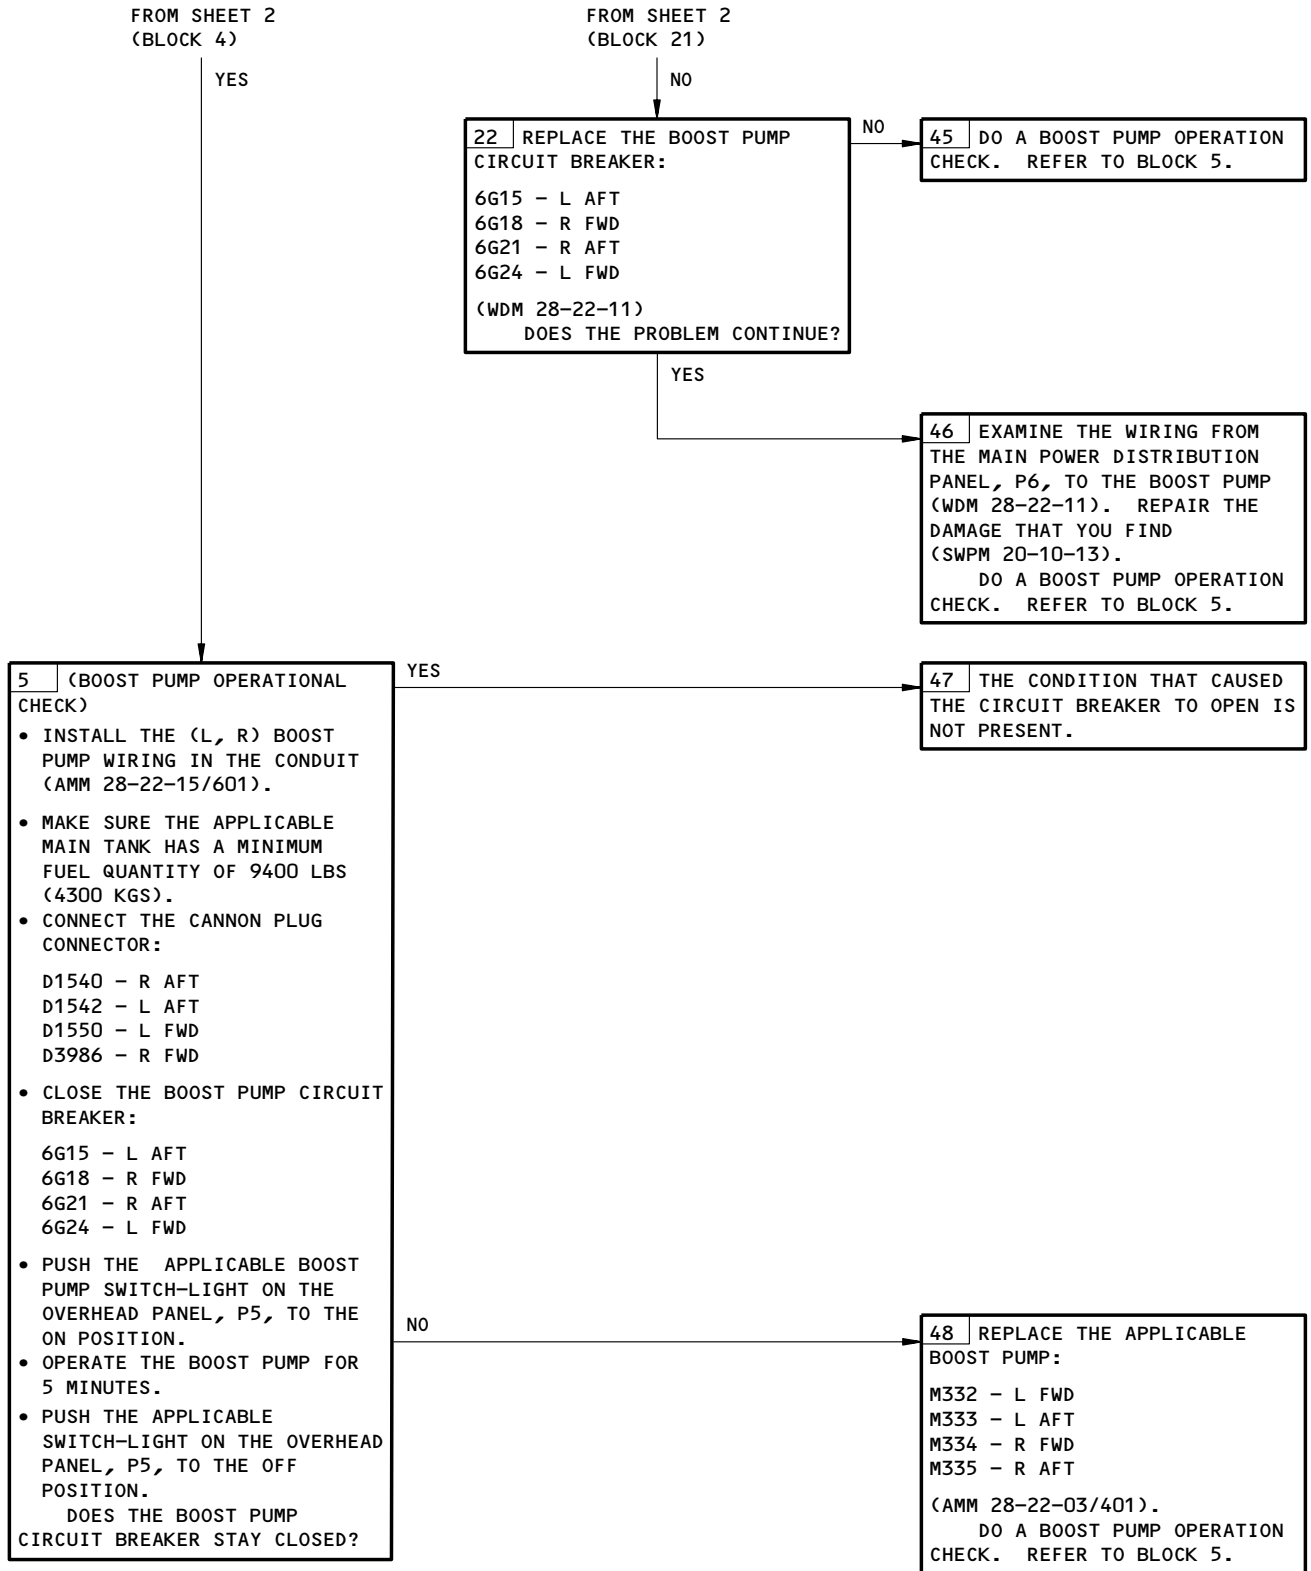 FROM SHEET 2
(BLOCK 4)
YES
FROM SHEET 2
(BLOCK 21)
NO
22 REPLACE THE BOOST PUMP
CIRCUIT BREAKER:
6G15 – L AFT
6G18 – R FWD
6G21 – R AFT
6G24 – L FWD
(WDM 28–22–11)
DOES THE PROBLEM CONTINUE?
NO
45 DO A BOOST PUMP OPERATION
CHECK. REFER TO BLOCK 5.
YES
46 EXAMINE THE WIRING FROM
THE MAIN POWER DISTRIBUTION
PANEL, P6, TO THE BOOST PUMP
(WDM 28–22–11). REPAIR THE
DAMAGE THAT YOU FIND
(SWPM 20–10–13).
DO A BOOST PUMP OPERATION
CHECK. REFER TO BLOCK 5.
5 (BOOST PUMP OPERATIONAL
CHECK)
• INSTALL THE (L, R) BOOST
PUMP WIRING IN THE CONDUIT
(AMM 28–22–15/601).
• MAKE SURE THE APPLICABLE
MAIN TANK HAS A MINIMUM
FUEL QUANTITY OF 9400 LBS
(4300 KGS).
• CONNECT THE CANNON PLUG
CONNECTOR:
D1540 – R AFT
D1542 – L AFT
D1550 – L FWD
D3986 – R FWD
• CLOSE THE BOOST PUMP CIRCUIT
BREAKER:
6G15 – L AFT
6G18 – R FWD
6G21 – R AFT
6G24 – L FWD
• PUSH THE APPLICABLE BOOST
PUMP SWITCH–LIGHT ON THE
OVERHEAD PANEL, P5, TO THE
ON POSITION.
• OPERATE THE BOOST PUMP FOR
5 MINUTES.
• PUSH THE APPLICABLE
SWITCH–LIGHT ON THE OVERHEAD
PANEL, P5, TO THE OFF
POSITION.
DOES THE BOOST PUMP
CIRCUIT BREAKER STAY CLOSED?
YES
47 THE CONDITION THAT CAUSED
THE CIRCUIT BREAKER TO OPEN IS
NOT PRESENT.
NO
48 REPLACE THE APPLICABLE
BOOST PUMP:
M332 – L FWD
M333 – L AFT
M334 – R FWD
M335 – R AFT
(AMM 28–22–03/401).
DO A BOOST PUMP OPERATION
CHECK. REFER TO BLOCK 5.